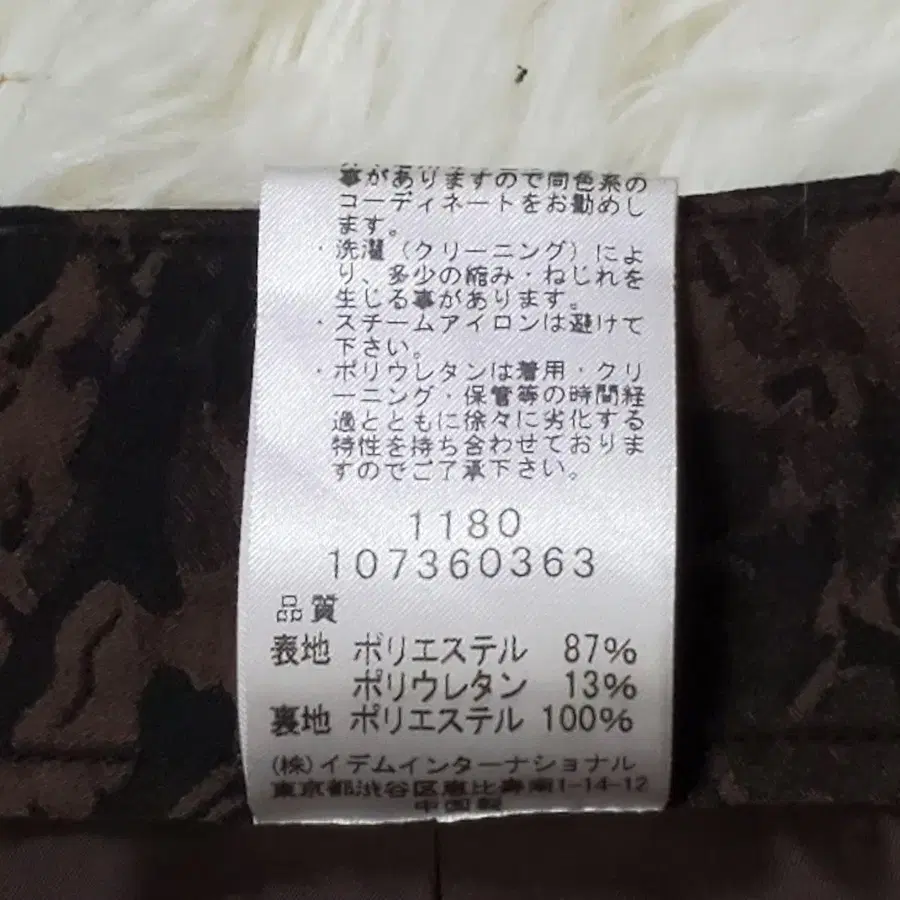 事がありますので同色系の
コーディネートをお勧めし
ます。
・洗濯（クリーニング）によ
り、多少の縮み・ねじれを
生じる事があります。
・スチームアイロンは避けて
下さい。
・ポリウレタンは着用・クリ
ーニング・保管等の時間経
過とともに徐々に劣化する
特性を持ち合わせておりま
すのでご了承下さい。
1180
107360363
品質
表地 ポリエステル 87%
ポリウレタン 13%
裏地 ポリエステル 100%
(株)イデムインターナショナル
東京都渋谷区恵比寿南1-14-12
中国製